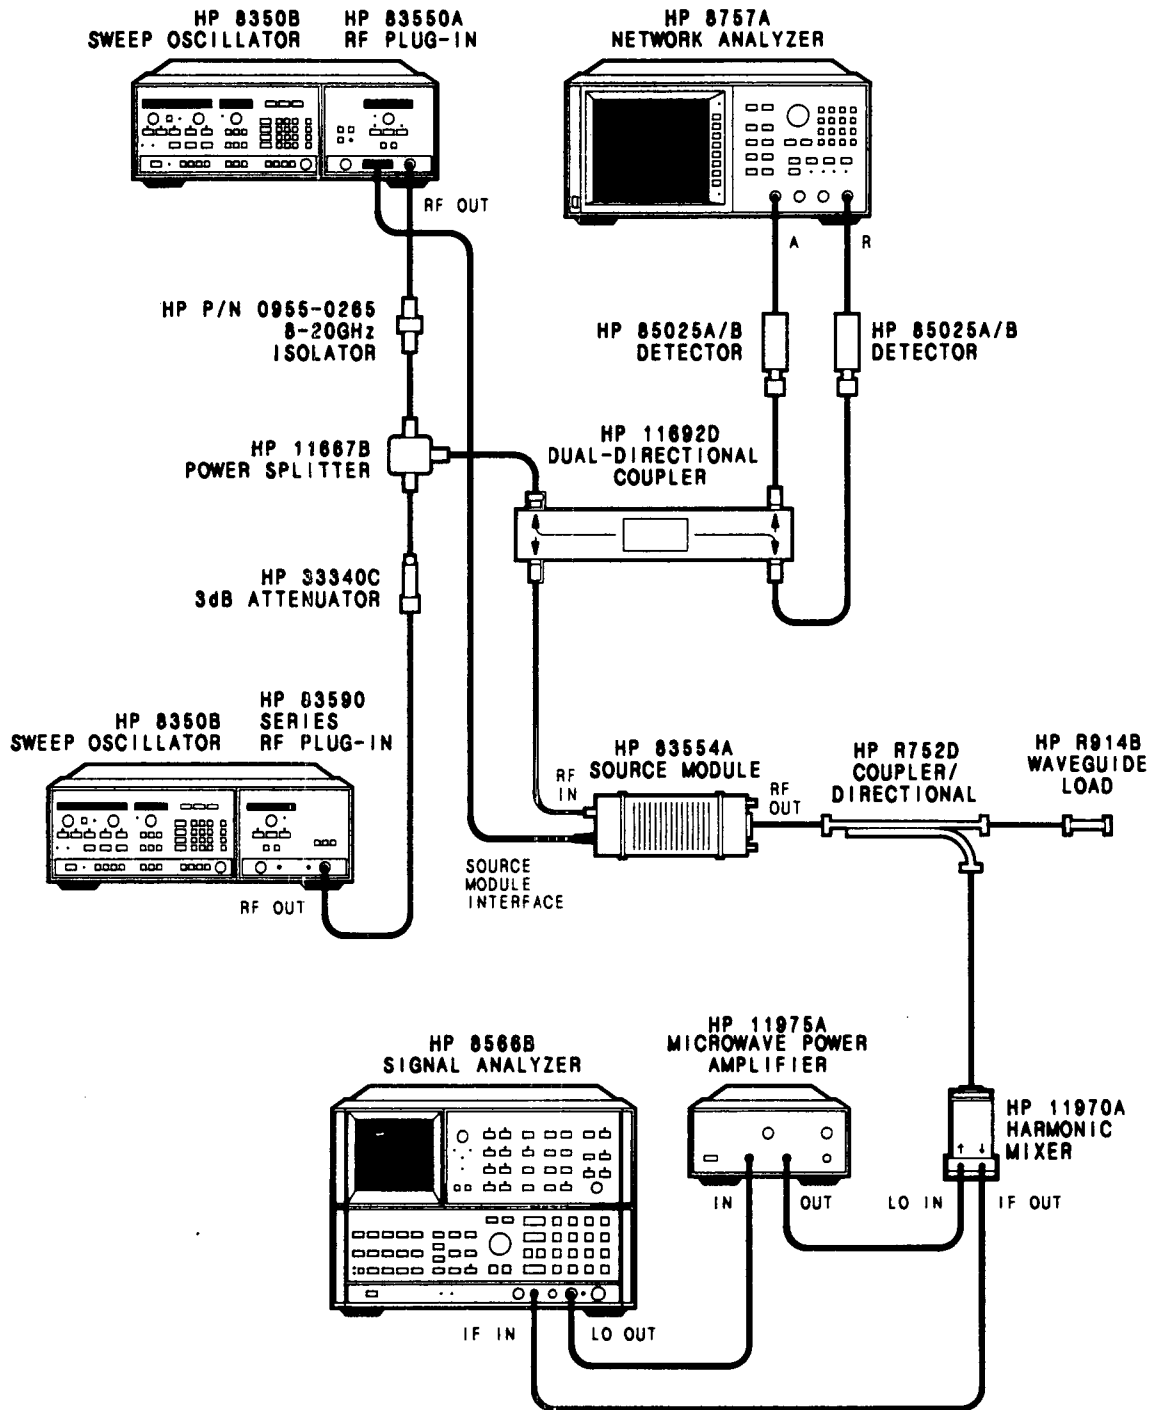 HP 8350B
SWEEP OSCILLATOR
HP 83550A
RF PLUG-IN
HP 8757A
NETWORK ANALYZER
RF OUT
A
R
HP P/N 0955-0265
8-20GHz
ISOLATOR
HP 85025A/B
DETECTOR
HP 85025A/B
DETECTOR
HP 11667B
POWER SPLITTER
HP 11692D
DUAL-DIRECTIONAL
COUPLER
HP 33340C
3dB ATTENUATOR
HP 8350B
SWEEP OSCILLATOR
HP 83590
SERIES
RF PLUG-IN
RF OUT
HP 83554A
SOURCE MODULE
RF
IN
RF
OUT
SOURCE
MODULE
INTERFACE
HP R752D
COUPLER/
DIRECTIONAL
HP R914B
WAVEGUIDE
LOAD
HP 8566B
SIGNAL ANALYZER
HP 11975A
MICROWAVE POWER
AMPLIFIER
HP 11970A
HARMONIC
MIXER
IN
OUT
LO IN
IF OUT
IF IN
LO OUT